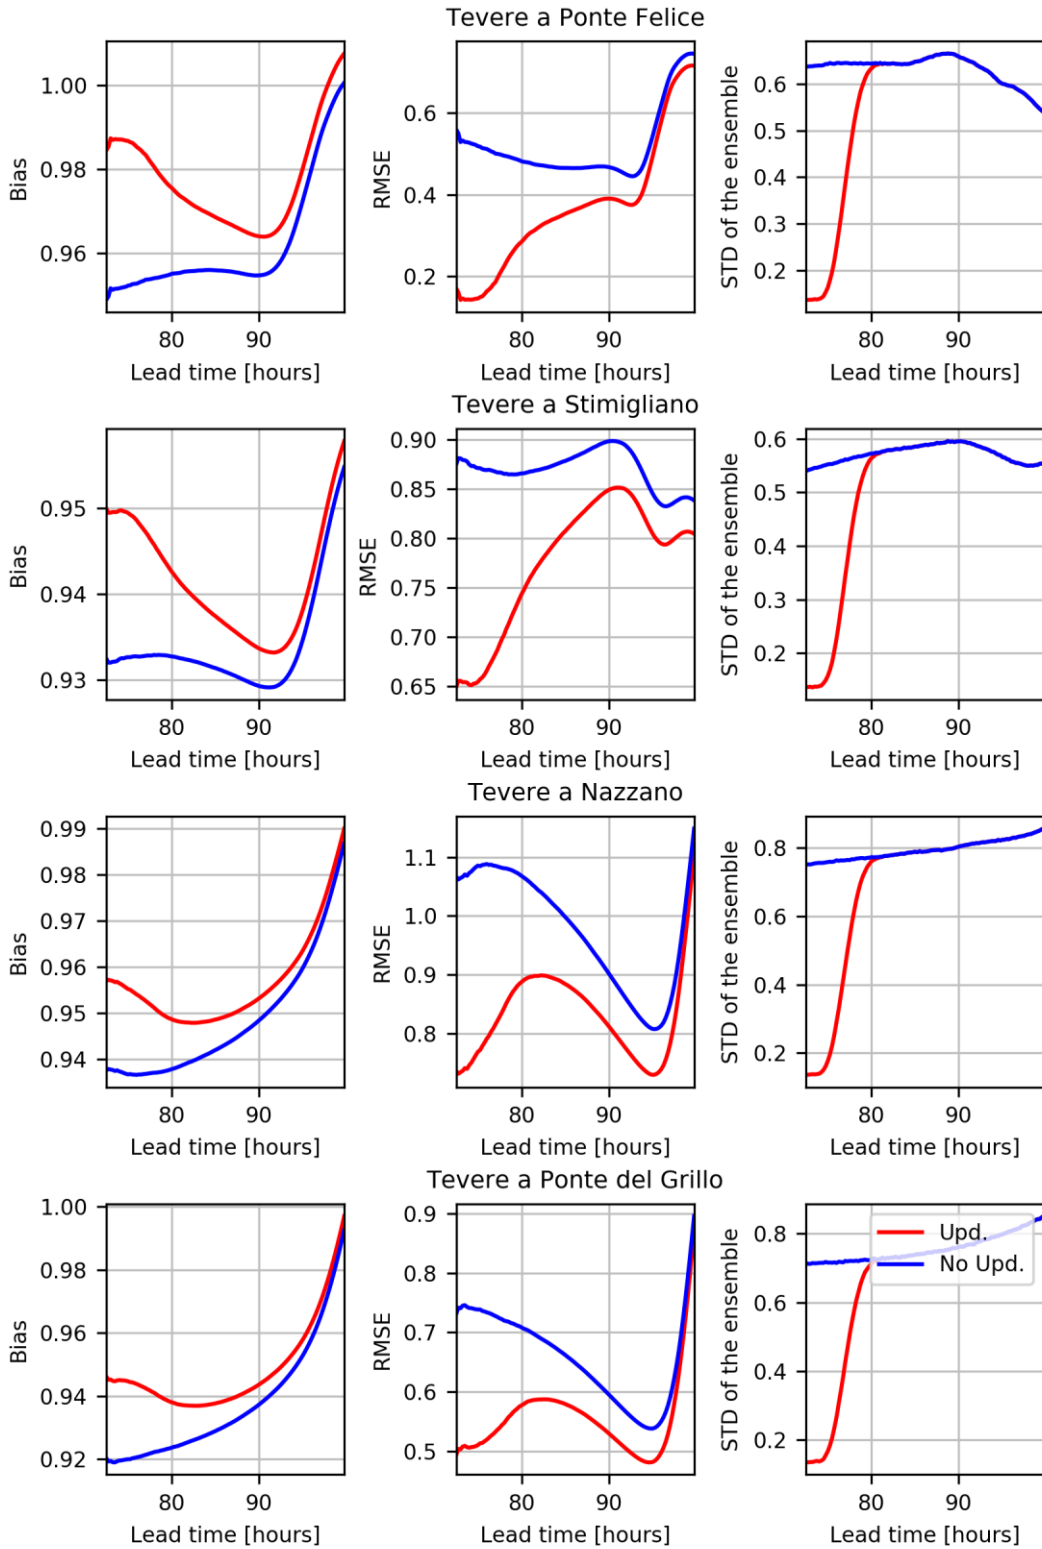 Tevere a Ponte Felice
Bias
1.00
0.98
0.96
80 90
Lead time [hours]
RMSE
0.6
0.4
0.2
80 90
Lead time [hours]
STD of the ensemble
0.6
0.5
0.4
0.3
0.2
80 90
Lead time [hours]
Tevere a Stimigliano
Bias
0.95
0.94
0.93
80 90
Lead time [hours]
RMSE
0.90
0.85
0.80
0.75
0.70
0.65
80 90
Lead time [hours]
STD of the ensemble
0.6
0.5
0.4
0.3
0.2
80 90
Lead time [hours]
Tevere a Nazzano
Bias
0.99
0.98
0.97
0.96
0.95
0.94
80 90
Lead time [hours]
RMSE
1.1
1.0
0.9
0.8
80 90
Lead time [hours]
STD of the ensemble
0.8
0.6
0.4
0.2
80 90
Lead time [hours]
Tevere a Ponte del Grillo
Bias
1.00
0.98
0.96
0.94
0.92
80 90
Lead time [hours]
RMSE
0.9
0.8
0.7
0.6
0.5
80 90
Lead time [hours]
STD of the ensemble
0.8
0.6
0.4
0.2
80 90
Lead time [hours]
Upd.
No Upd.